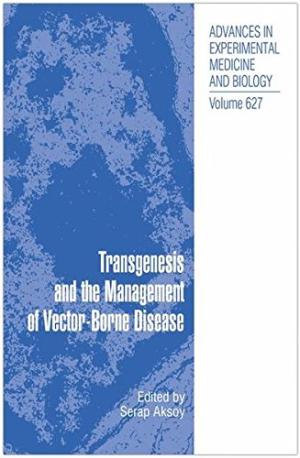 ADVANCES IN
EXPERIMENTAL
MEDICINE
AND BIOLOGY
Volume 627
Transgenesis
and the Management
of Vector-Borne Disease
Edited by
Serap Aksoy